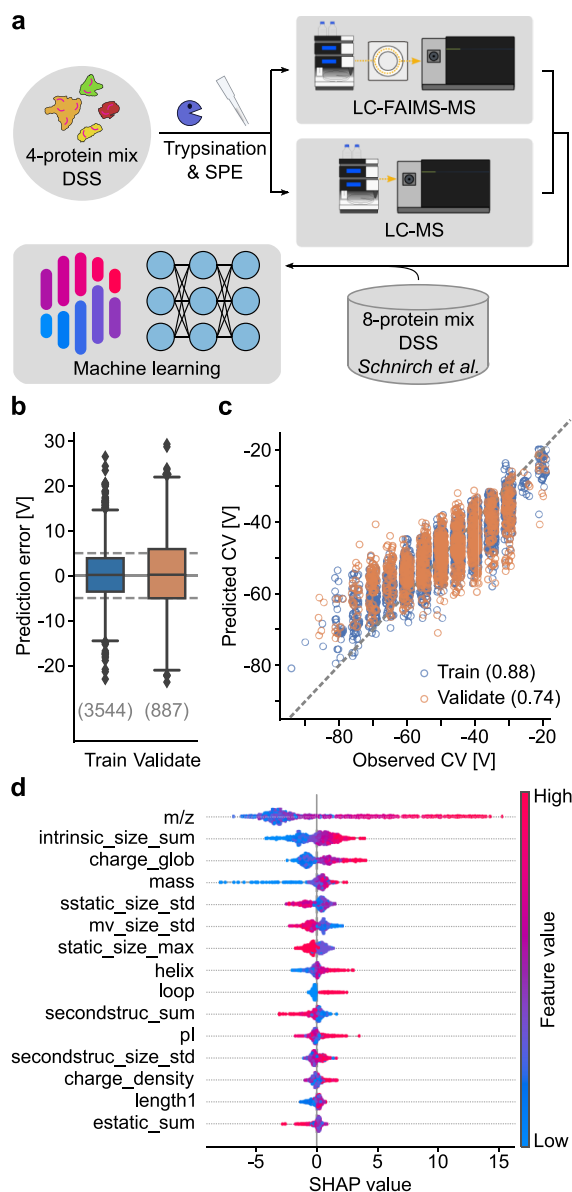 a
4-protein mix
DSS
Trypsination
& SPE
LC-FAIMS-MS
LC-MS
Machine learning
8-protein mix
DSS
Schnirch et al.
b
Prediction error [V]
30
20
10
0
-10
-20
(3544)
(887)
Train Validate
c
Predicted CV [V]
-20
-40
-60
-80
Train (0.88)
Validate (0.74)
-80
-60
-40
-20
Observed CV [V]
d
m/z
intrinsic_size_sum
charge_glob
mass
sstatic_size_std
mv_size_std
static_size_max
helix
loop
secondstruc_sum
pI
secondstruc_size_std
charge_density
length1
estatic_sum
-5
0
5
10
15
SHAP value
High
Feature value
Low